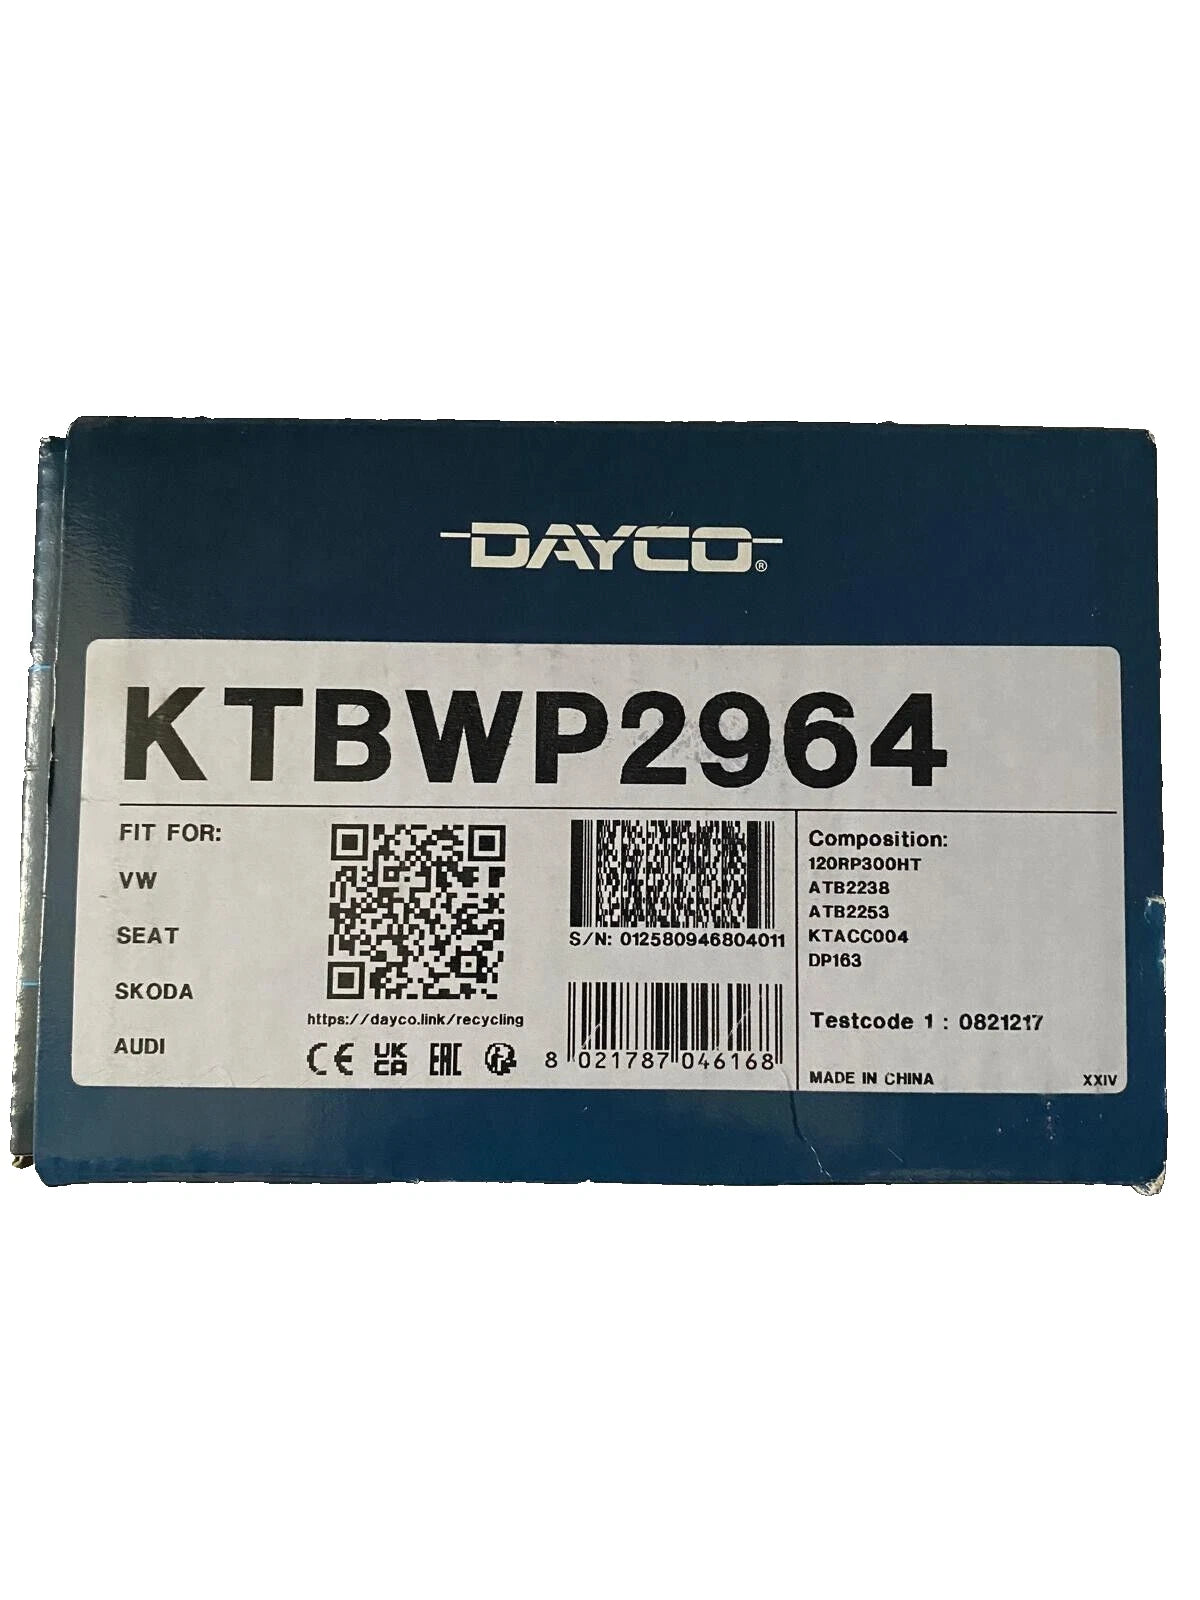 DAYCO®
KTBWP2964
FIT FOR:
VW
SEAT
SKODA
AUDI
https://dayco.link/recycling
CE UK CA EAC
S/N: 012580946804011
8 021787 046168
Composition:
120RP300HT
ATB2238
ATB2253
KTACC004
DP163
Testcode 1 : 0821217
MADE IN CHINA
XXIV